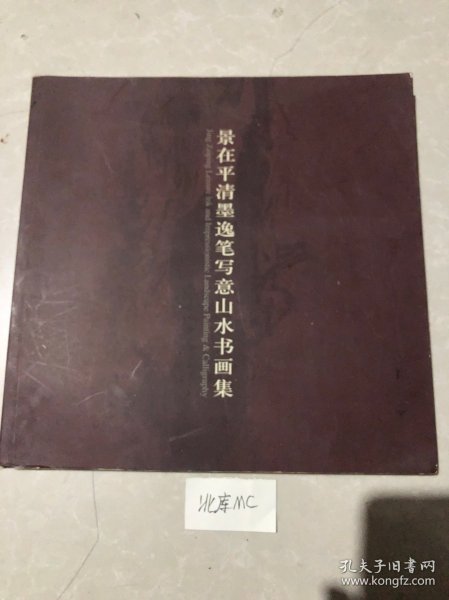 景在平清墨逸笔写意山水书画集
Jing Zaiping Leisure Ink and Impressionistic Landscape Painting & Calligraphy
北库MC
孔夫子旧书网
www.kongfz.com